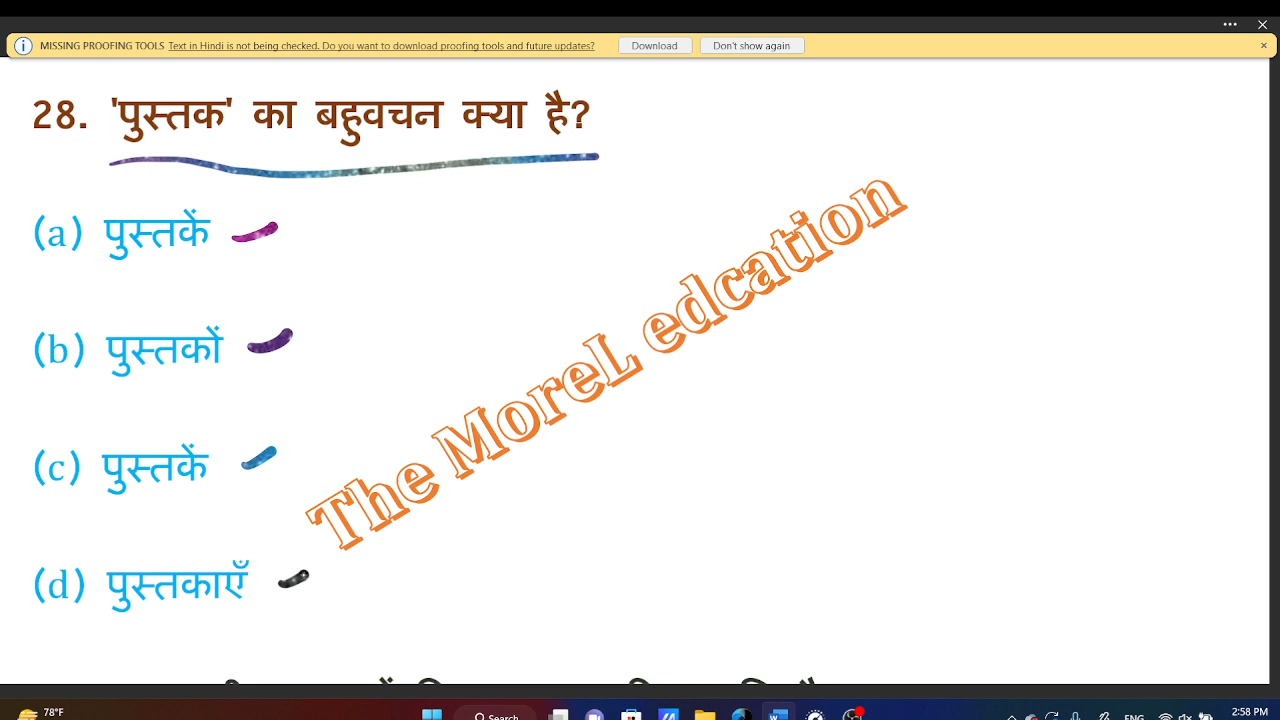 MISSING PROOFING TOOLS Text in Hindi is not being checked. Do you want to download proofing tools and future updates? Download Don't show again
28. 'पुस्तक' का बहुवचन क्या है?
(a) पुस्तकें
(b) पुस्तकों
(c) पुस्तकें
(d) पुस्तकाएँ
The MoreL edcation
78°F
Search
ENG
2:58 PM